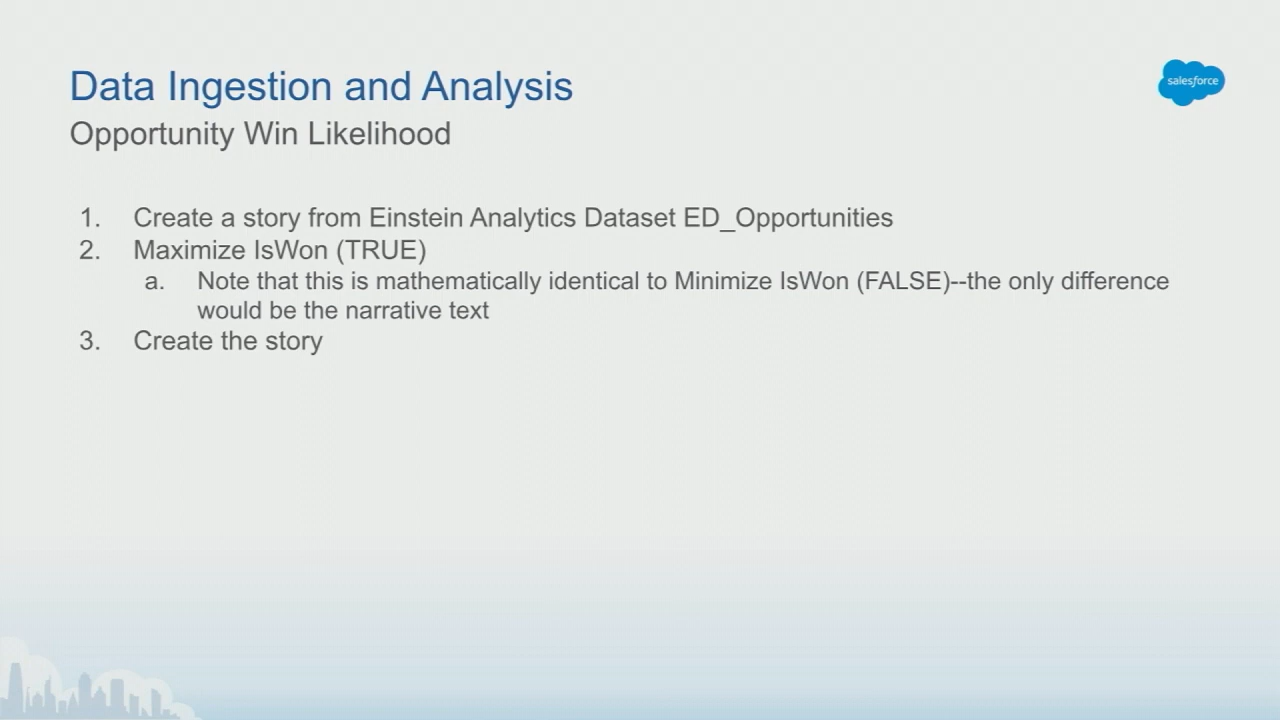 Data Ingestion and Analysis
salesforce
Opportunity Win Likelihood
1. Create a story from Einstein Analytics Dataset ED_Opportunities
2. Maximize IsWon (TRUE)
a. Note that this is mathematically identical to Minimize IsWon (FALSE)--the only difference
would be the narrative text
3. Create the story